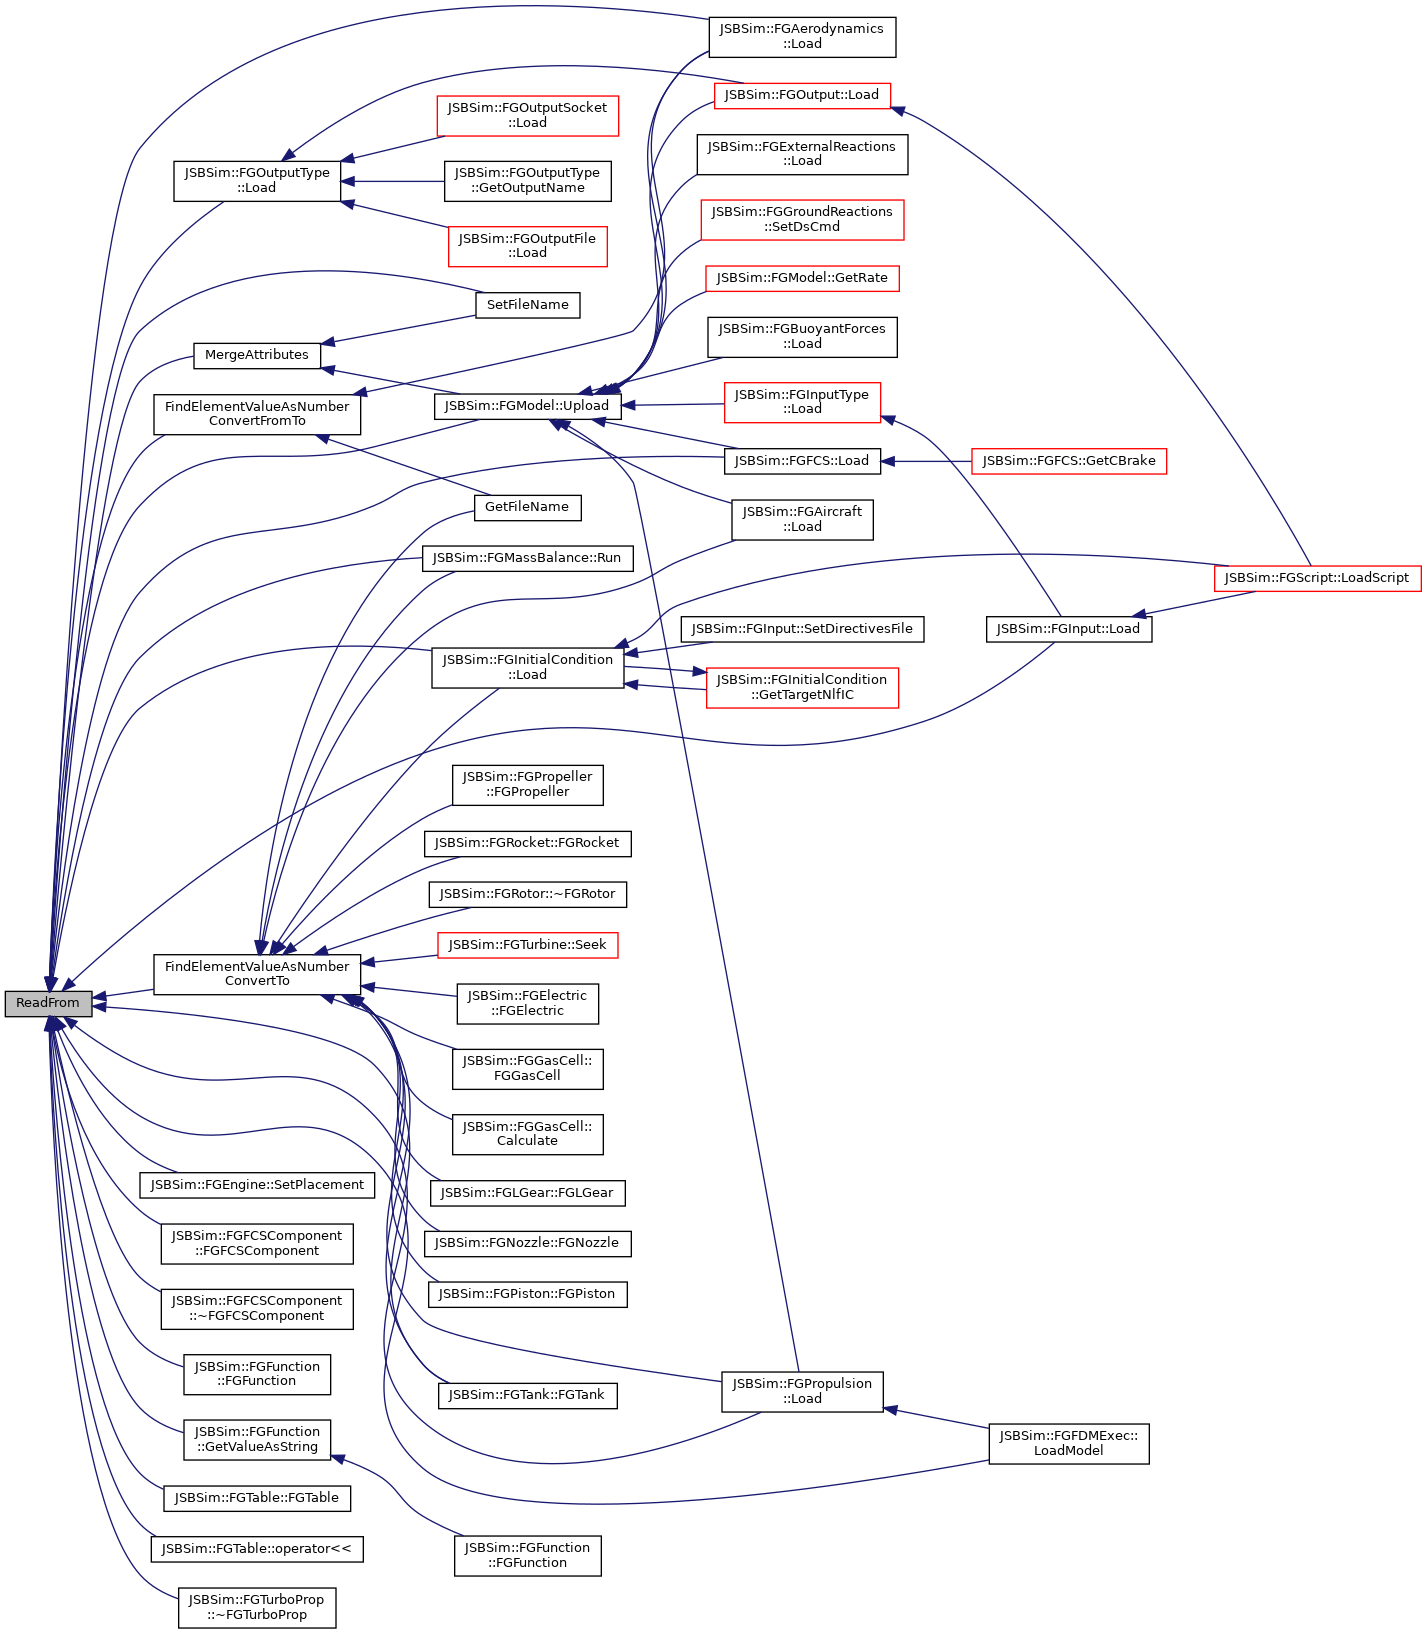 JSBSim::FGAerodynamics
::Load
JSBSim::FGOutput::Load
JSBSim::FGOutputSocket
::Load
JSBSim::FGExternalReactions
::Load
JSBSim::FGOutputType
::Load
JSBSim::FGOutputType
::GetOutputName
JSBSim::FGGroundReactions
::SetDsCmd
JSBSim::FGOutputFile
::Load
JSBSim::FGModel::GetRate
SetFileName
JSBSim::FGBuoyantForces
::Load
MergeAttributes
JSBSim::FGInputType
::Load
FindElementValueAsNumber
ConvertFromTo
JSBSim::FGModel::Upload
JSBSim::FGFCS::Load
JSBSim::FGFCS::GetCBrake
GetFileName
JSBSim::FGAircraft
::Load
JSBSim::FGMassBalance::Run
JSBSim::FGScript::LoadScript
JSBSim::FGInput::SetDirectivesFile
JSBSim::FGInput::Load
JSBSim::FGInitialCondition
::Load
JSBSim::FGInitialCondition
::GetTargetNlfIC
JSBSim::FGPropeller
::FGPropeller
JSBSim::FGRocket::FGRocket
JSBSim::FGRotor::~FGRotor
JSBSim::FGTurbine::Seek
FindElementValueAsNumber
ConvertTo
ReadFrom
JSBSim::FGElectric
::FGElectric
JSBSim::FGGasCell::
FGGasCell
JSBSim::FGGasCell::
Calculate
JSBSim::FGEngine::SetPlacement
JSBSim::FGLGear::FGLGear
JSBSim::FGFCSComponent
::FGFCSComponent
JSBSim::FGNozzle::FGNozzle
JSBSim::FGPiston::FGPiston
JSBSim::FGFCSComponent
::~FGFCSComponent
JSBSim::FGFunction
::FGFunction
JSBSim::FGTank::FGTank
JSBSim::FGPropulsion
::Load
JSBSim::FGFunction
::GetValueAsString
JSBSim::FGFDMExec::
LoadModel
JSBSim::FGTable::FGTable
JSBSim::FGTable::operator<<
JSBSim::FGFunction
::FGFunction
JSBSim::FGTurboProp
::~FGTurboProp